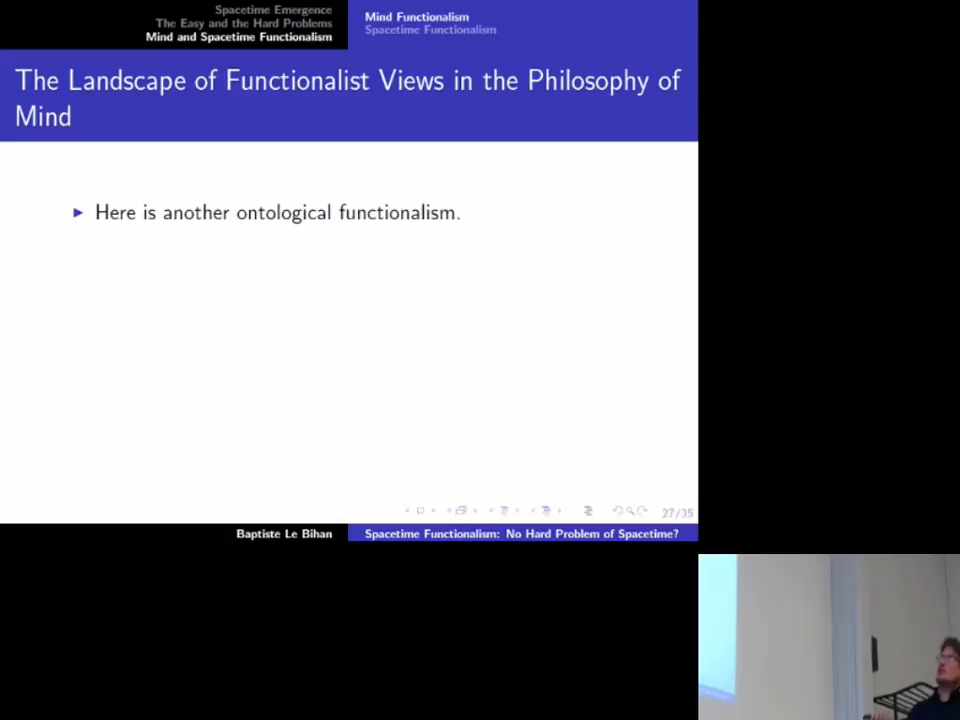 Spacetime Emergence
The Easy and the Hard Problems
Mind and Spacetime Functionalism
Mind Functionalism
Spacetime Functionalism
The Landscape of Functionalist Views in the Philosophy of
Mind
Here is another ontological functionalism.
27/35
Baptiste Le Bihan
Spacetime Functionalism: No Hard Problem of Spacetime?